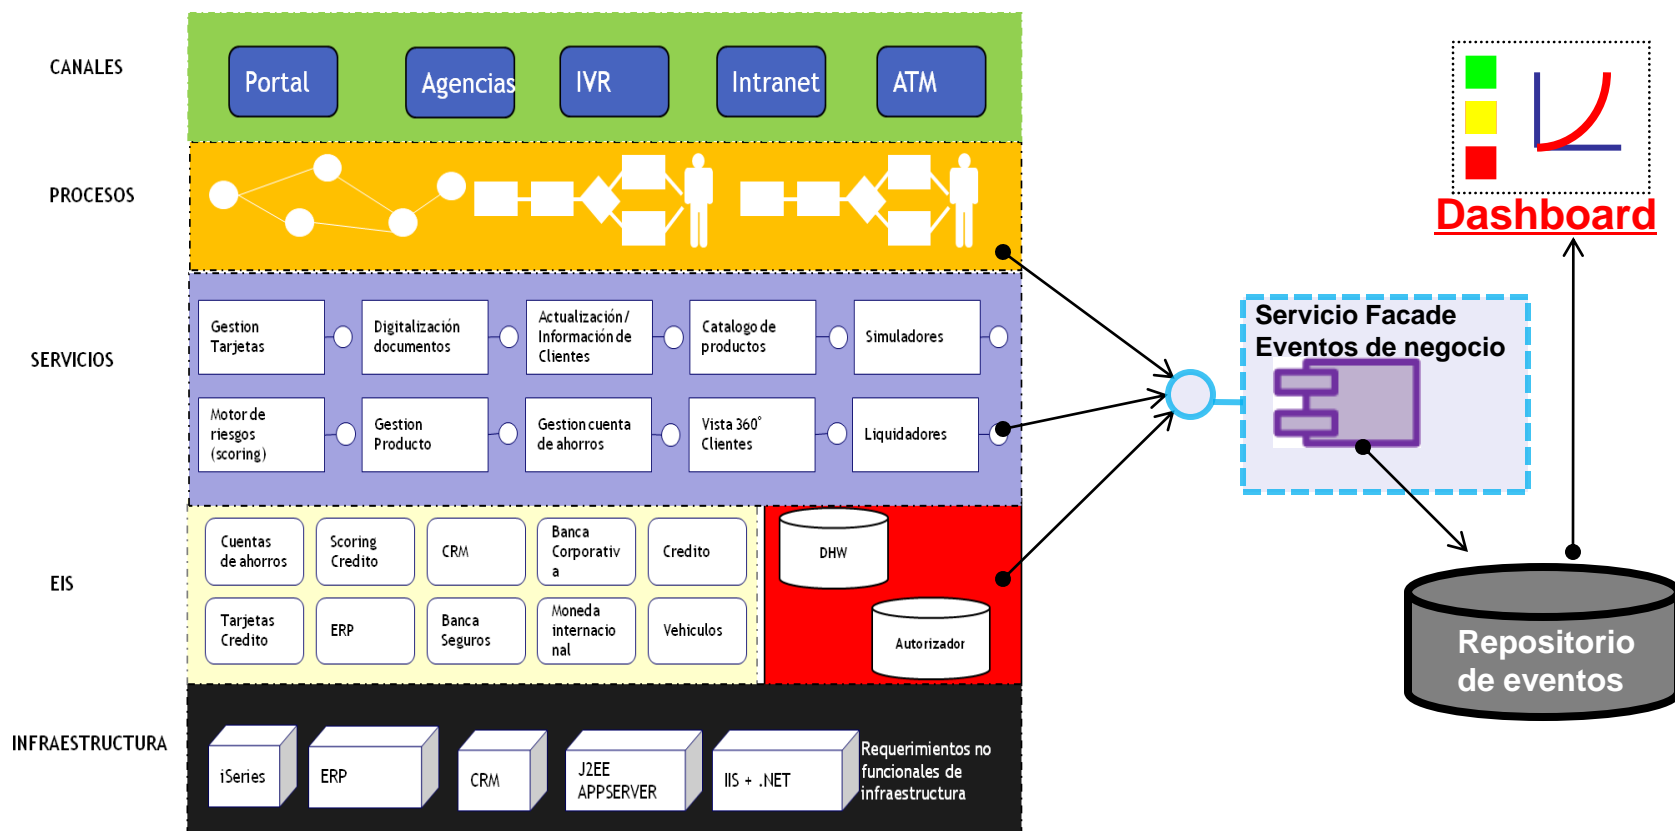 CANALES
Portal
Agencias
IVR
Intranet
ATM
PROCESOS
SERVICIOS
Gestion
Tarjetas
Digitalización
documentos
Actualización/
Información de
Clientes
Catalogo de
productos
Simuladores
Motor de
riesgos
(scoring)
Gestion
Producto
Gestion cuenta
de ahorros
Vista 360°
Clientes
Liquidadores
EIS
Cuentas
de ahorros
Scoring
Credito
CRM
Banca
Corporativ
a
Credito
Tarjetas
Credito
ERP
Banca
Seguros
Moneda
internacio
nal
Vehiculos
DHW
Autorizador
INFRAESTRUCTURA
iSeries
ERP
CRM
J2EE
APPSERVER
IIS + .NET
Requerimientos no
funcionales de
infraestructura
Servicio Facade
Eventos de negocio
Dashboard
Repositorio
de eventos